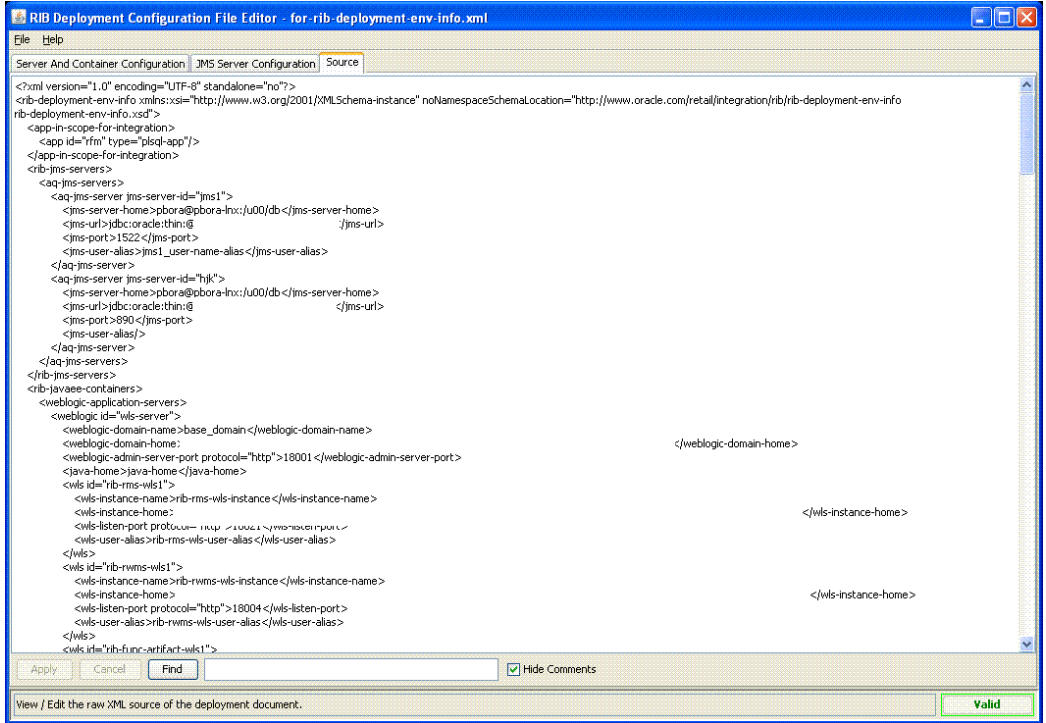 RIB Deployment Configuration File Editor - for-rib-deployment-env-info.xml
File Help
Server And Container Configuration JMS Server Configuration Source
<?xml version="1.0" encoding="UTF-8" standalone="no"?>
<rib-deployment-env-info xmlns:xsi="http://www.w3.org/2001/XMLSchema-instance" noNamespaceSchemaLocation="http://www.oracle.com/retail/integration/rib/rib-deployment-env-info
rib-deployment-env-info.xsd">
<app-in-scope-for-integration>
<app id="rfm" type="plsql-app"/>
</app-in-scope-for-integration>
<rib-jms-servers>
<aq-jms-servers>
<aq-jms-server jms-server-id="jms1">
<jms-server-home>pbora@pbora-lnx:/u00/db</jms-server-home>
<jms-url>jdbc:oracle:thin:@ /jms-url>
<jms-port>1522</jms-port>
<jms-user-alias>jms1_user-name-alias</jms-user-alias>
</aq-jms-server>
<aq-jms-server jms-server-id="hjk">
<jms-server-home>pbora@pbora-lnx:/u00/db</jms-server-home>
<jms-url>jdbc:oracle:thin:@ </jms-url>
<jms-port>890</jms-port>
<jms-user-alias/>
</aq-jms-server>
</aq-jms-servers>
</rib-jms-servers>
<rib-javaee-containers>
<weblogic-application-servers>
<weblogic id="wls-server">
<weblogic-domain-name>base_domain</weblogic-domain-name>
<weblogic-domain-home </weblogic-domain-home>
<weblogic-admin-server-port protocol="http">18001</weblogic-admin-server-port>
<java-home>java-home</java-home>
<wls id="rib-rms-wls1">
<wls-instance-name>rib-rms-wls-instance</wls-instance-name>
<wls-instance-home </wls-instance-home>
<wls-listen-port protocol="http">18021</wls-listen-port>
<wls-user-alias>rib-rms-wls-user-alias</wls-user-alias>
</wls>
<wls id="rib-rwms-wls1">
<wls-instance-name>rib-rwms-wls-instance</wls-instance-name>
<wls-instance-home> </wls-instance-home>
<wls-listen-port protocol="http">18004</wls-listen-port>
<wls-user-alias>rib-rwms-wls-user-alias</wls-user-alias>
</wls>
<wls id="rib-func-artifact-wls1">
Apply Cancel Find Hide Comments
View / Edit the raw XML source of the deployment document. Valid